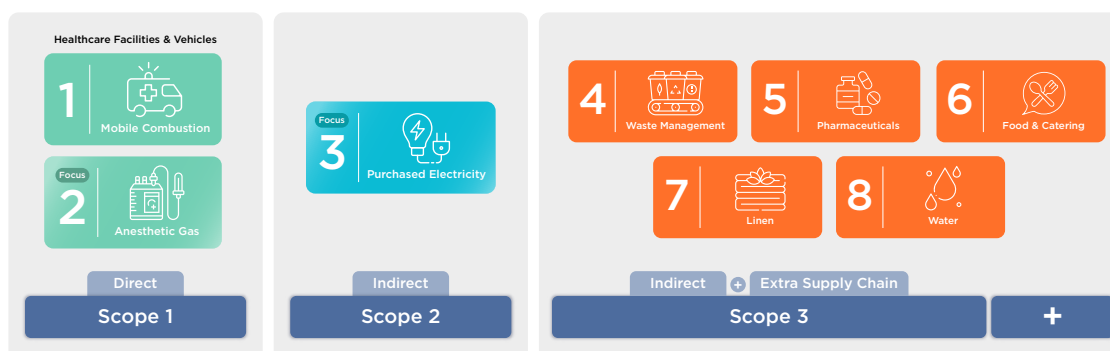 Healthcare Facilities & Vehicles
1
Mobile Combustion
Focus
2
Anesthetic Gas
Direct
Scope 1
Focus
3
Purchased Electricity
Indirect
Scope 2
4
Waste Management
5
Pharmaceuticals
6
Food & Catering
7
Linen
8
Water
Indirect + Extra Supply Chain
Scope 3
+